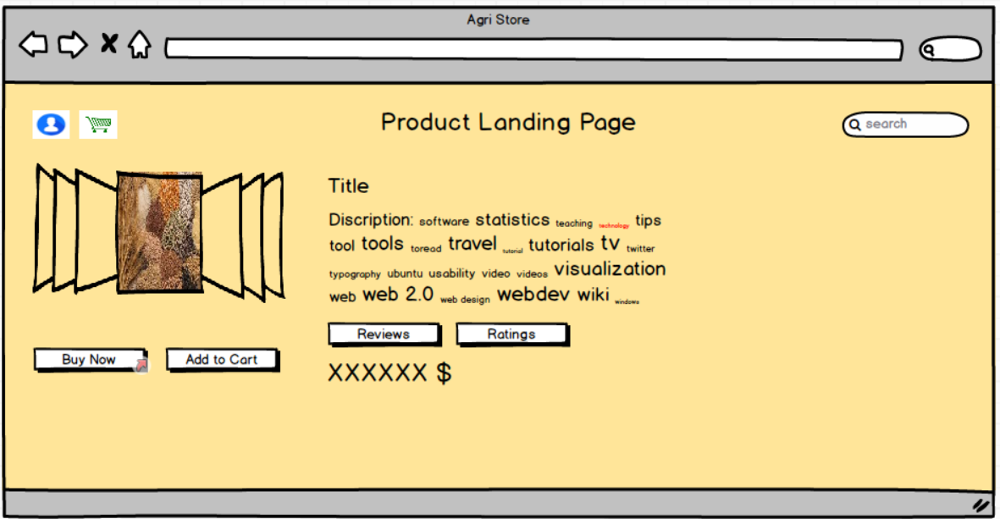 Agri Store
Product Landing Page
search
Title
Discription: software statistics teaching technology tips
tool tools toread travel tutorial tutorials tv twitter
typography ubuntu usability video videos visualization
web web 2.0 web design webdev wiki windows
Reviews Ratings
Buy Now Add to Cart
XXXXXX $